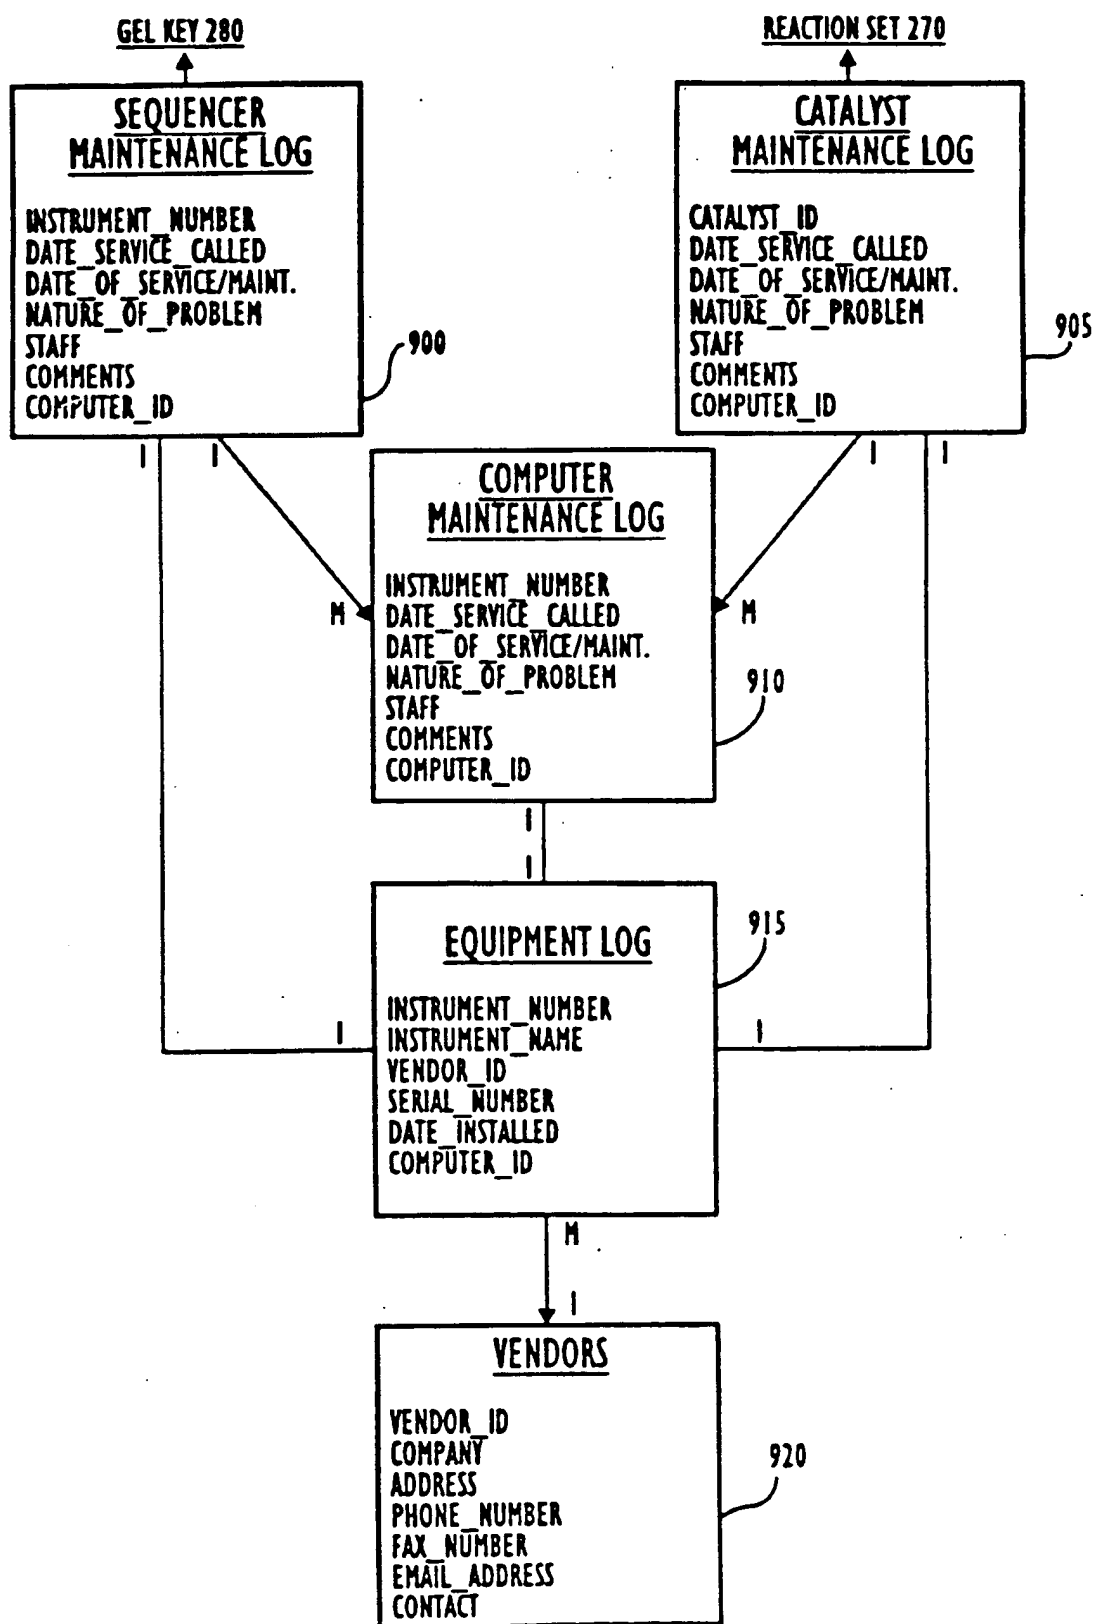 GEL KEY 280
REACTION SET 270
SEQUENCER
MAINTENANCE LOG
INSTRUMENT_NUMBER
DATE_SERVICE_CALLED
DATE_OF_SERVICE/MAINT.
NATURE_OF_PROBLEM
STAFF
COMMENTS
COMPUTER_ID
900
1
1
CATALYST
MAINTENANCE LOG
CATALYST_ID
DATE_SERVICE_CALLED
DATE_OF_SERVICE/MAINT.
NATURE_OF_PROBLEM
STAFF
COMMENTS
COMPUTER_ID
905
1
1
COMPUTER
MAINTENANCE LOG
INSTRUMENT_NUMBER
DATE_SERVICE_CALLED
DATE_OF_SERVICE/MAINT.
NATURE_OF_PROBLEM
STAFF
COMMENTS
COMPUTER_ID
M
M
910
1
1
EQUIPMENT LOG
INSTRUMENT_NUMBER
INSTRUMENT_NAME
VENDOR_ID
SERIAL_NUMBER
DATE_INSTALLED
COMPUTER_ID
915
1
1
M
1
VENDORS
VENDOR_ID
COMPANY
ADDRESS
PHONE_NUMBER
FAX_NUMBER
EMAIL_ADDRESS
CONTACT
920